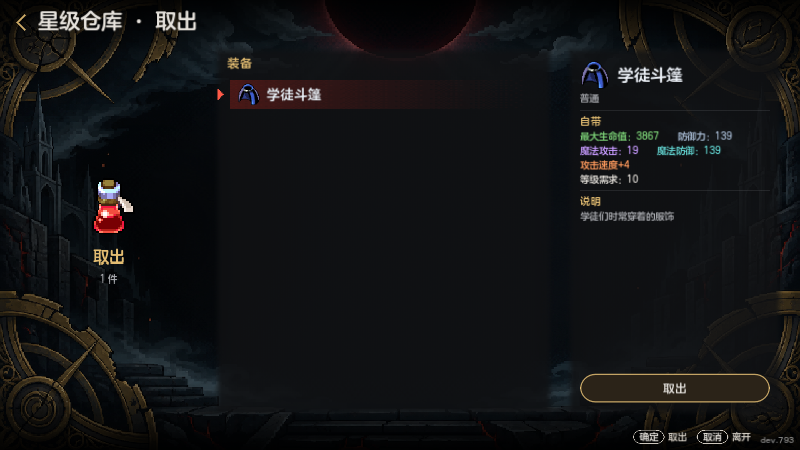 星级仓库 · 取出
装备
学徒斗篷
取出
1 件
学徒斗篷
普通
自带
最大生命值：3867 防御力：139
魔法攻击：19 魔法防御：139
攻击速度+4
等级需求：10
说明
学徒们时常穿着的服饰
取出
确定 取出 取消 离开
dev.793